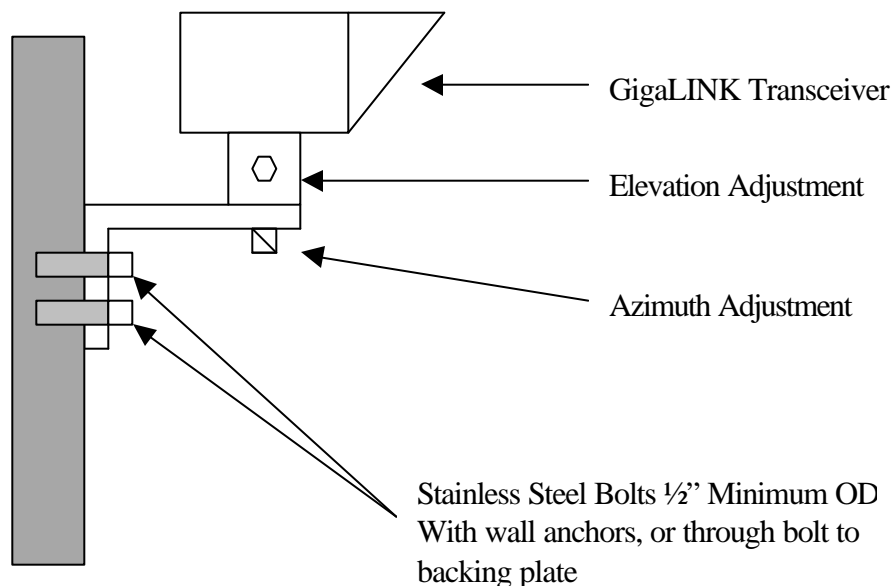 GigaLINK Transceiver
Elevation Adjustment
Azimuth Adjustment
Stainless Steel Bolts ½” Minimum OD
With wall anchors, or through bolt to
backing plate